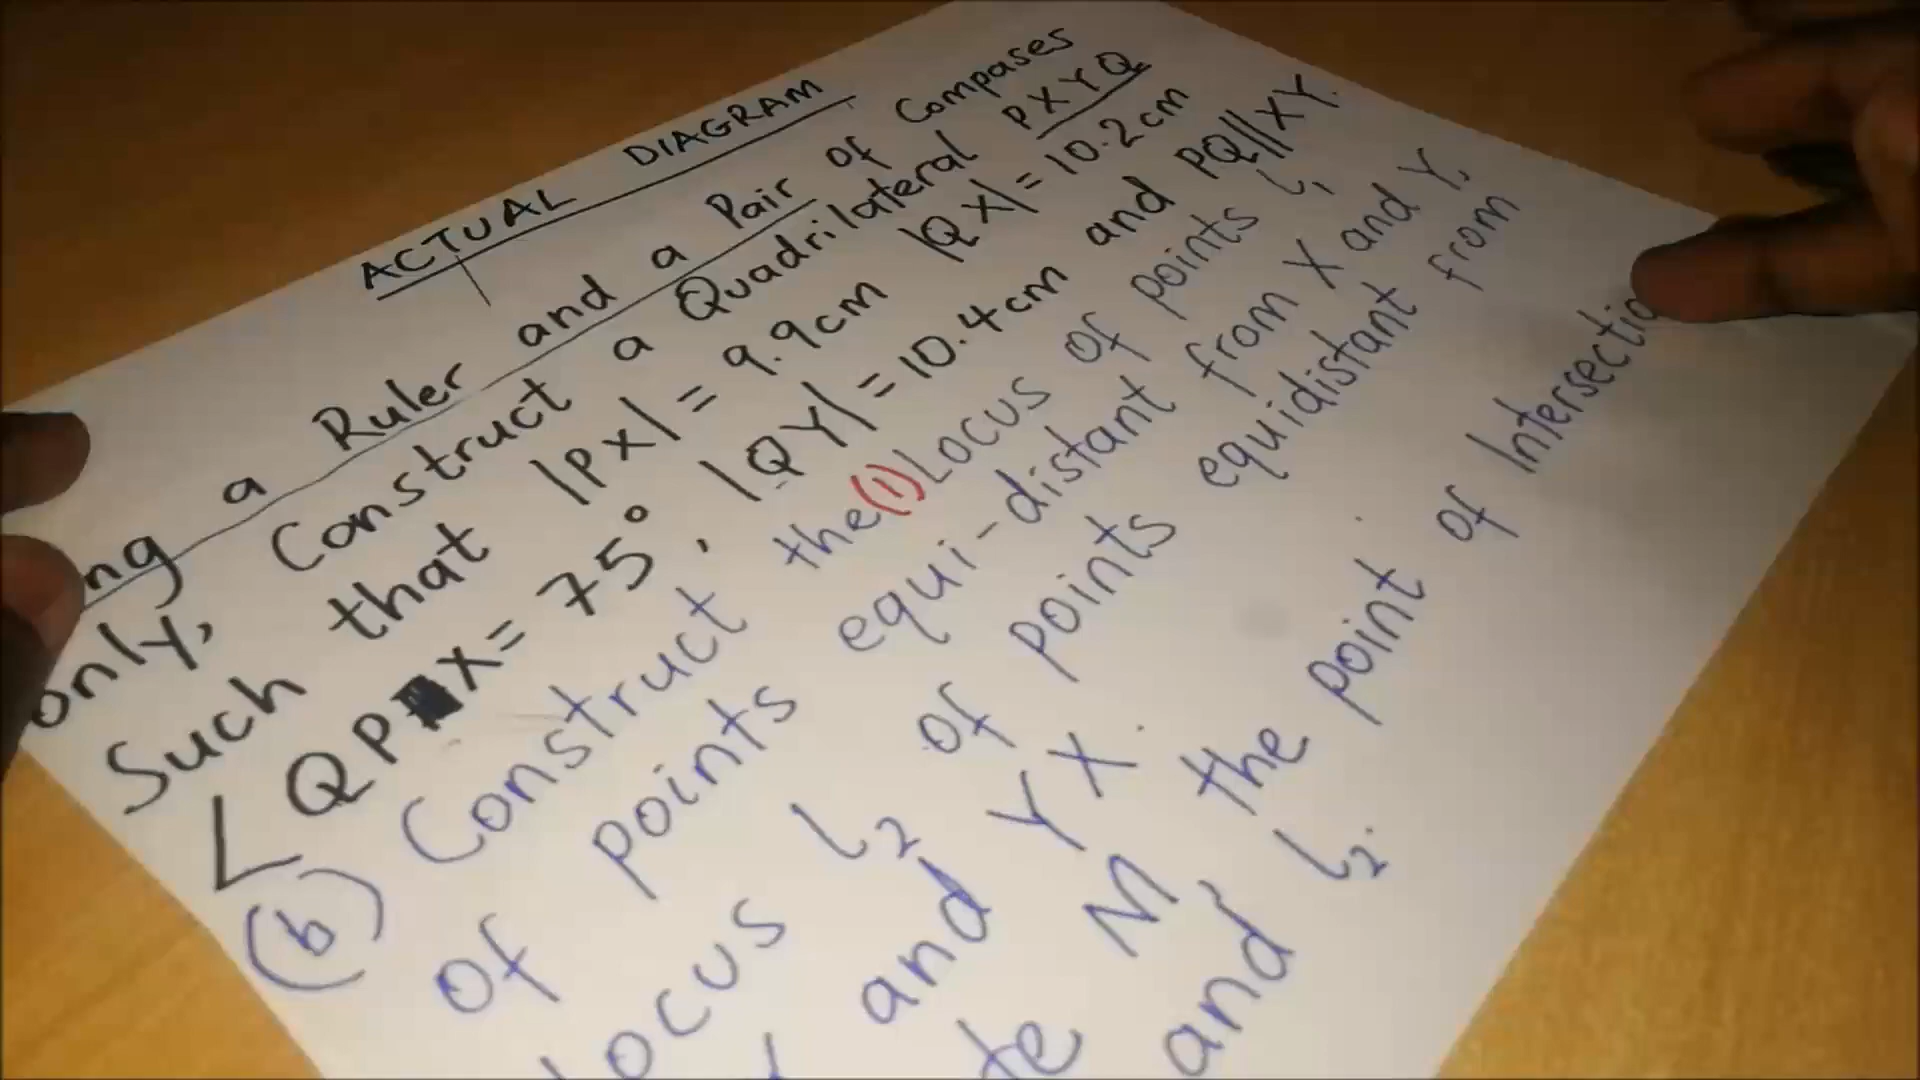 ACTUAL DIAGRAM
ng a Ruler and a Pair of Compases
only, Construct a Quadrilateral PXYQ
Such that |PX| = 9.9cm |QX| = 10.2cm
∠QPX = 75°, |QY| = 10.4cm and PQ||XY.
(b) Construct the (1) Locus of points l1
of points equi-distant from X and Y,
locus l2 of points equidistant from
and YX.
te M, the point of Intersectio
and l2.